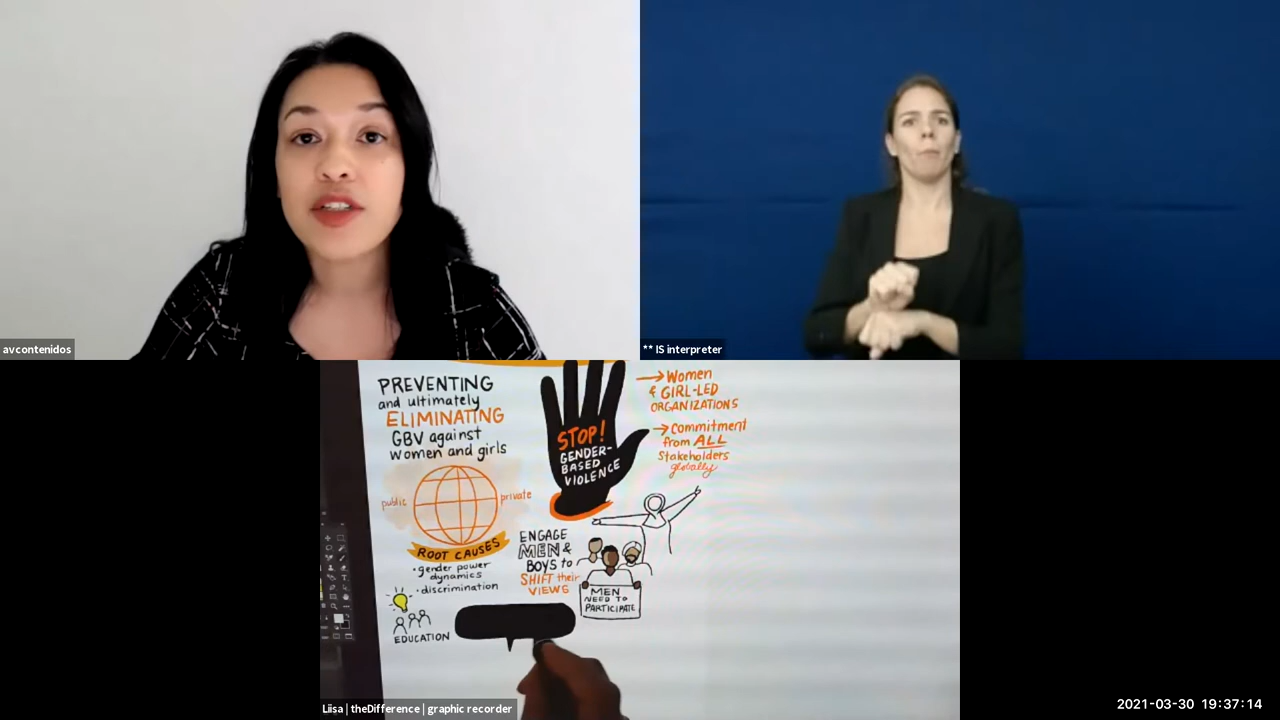 avcontenidos
** IS interpreter
PREVENTING
and ultimately
ELIMINATING
GBV against
women and girls
public
private
ROOT CAUSES
• gender power
dynamics
• discrimination
EDUCATION
STOP!
GENDER-
BASED
VIOLENCE
→ Women
& GIRL-LED
ORGANIZATIONS
→ Commitment
from ALL
Stakeholders
globally
ENGAGE
MEN &
BOYS to
SHIFT their
VIEWS
MEN
NEED TO
PARTICIPATE
Liisa | theDifference | graphic recorder
2021-03-30 19:37:14